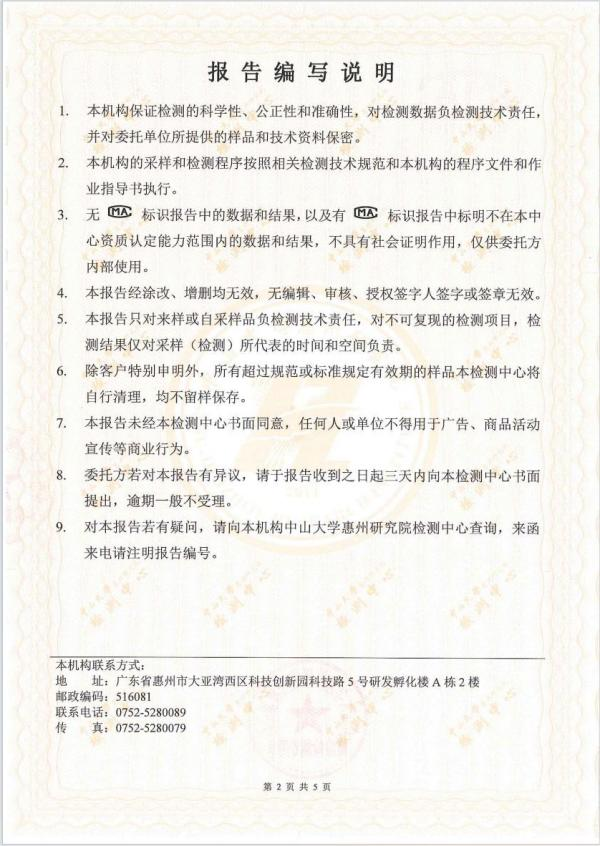 报告编写说明
1. 本机构保证检测的科学性、公正性和准确性，对检测数据负检测技术责任，
并对委托单位所提供的样品和技术资料保密。
2. 本机构的采样和检测程序按照相关检测技术规范和本机构的程序文件和作
业指导书执行。
3. 无 MA 标识报告中的数据和结果，以及有 MA 标识报告中标明不在本中
心资质认定能力范围内的数据和结果，不具有社会证明作用，仅供委托方
内部使用。
4. 本报告经涂改、增删均无效，无编辑、审核、授权签字人签字或签章无效。
5. 本报告只对来样或自采样品负检测技术责任，对不可复现的检测项目，检
测结果仅对采样（检测）所代表的时间和空间负责。
6. 除客户特别申明外，所有超过规范或标准规定有效期的样品本检测中心将
自行清理，均不留样保存。
7. 本报告未经本检测中心书面同意，任何人或单位不得用于广告、商品活动
宣传等商业行为。
8. 委托方若对本报告有异议，请于报告收到之日起三天内向本检测中心书面
提出，逾期一般不受理。
9. 对本报告若有疑问，请向本机构中山大学惠州研究院检测中心查询，来函
来电请注明报告编号。
本机构联系方式：
地 址：广东省惠州市大亚湾西区科技创新园科技路 5 号研发孵化楼 A 栋 2 楼
邮政编码：516081
联系电话：0752-5280089
传 真：0752-5280079
第 2 页 共 5 页